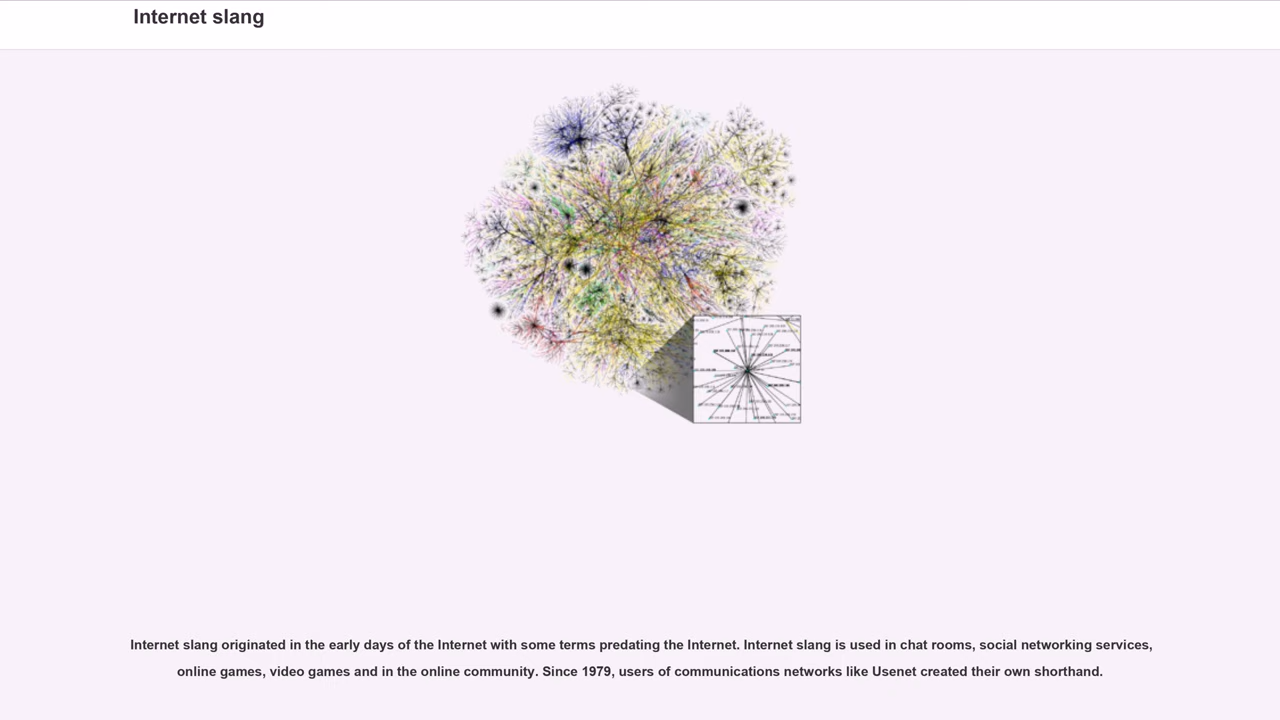 Internet slang
Internet slang originated in the early days of the Internet with some terms predating the Internet. Internet slang is used in chat rooms, social networking services,
online games, video games and in the online community. Since 1979, users of communications networks like Usenet created their own shorthand.